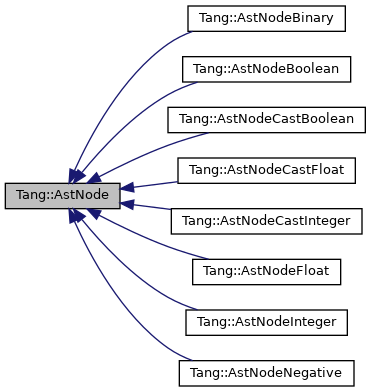 Tang::AstNodeBinary
Tang::AstNodeBoolean
Tang::AstNodeCastBoolean
Tang::AstNodeCastFloat
Tang::AstNode
Tang::AstNodeCastInteger
Tang::AstNodeFloat
Tang::AstNodeInteger
Tang::AstNodeNegative